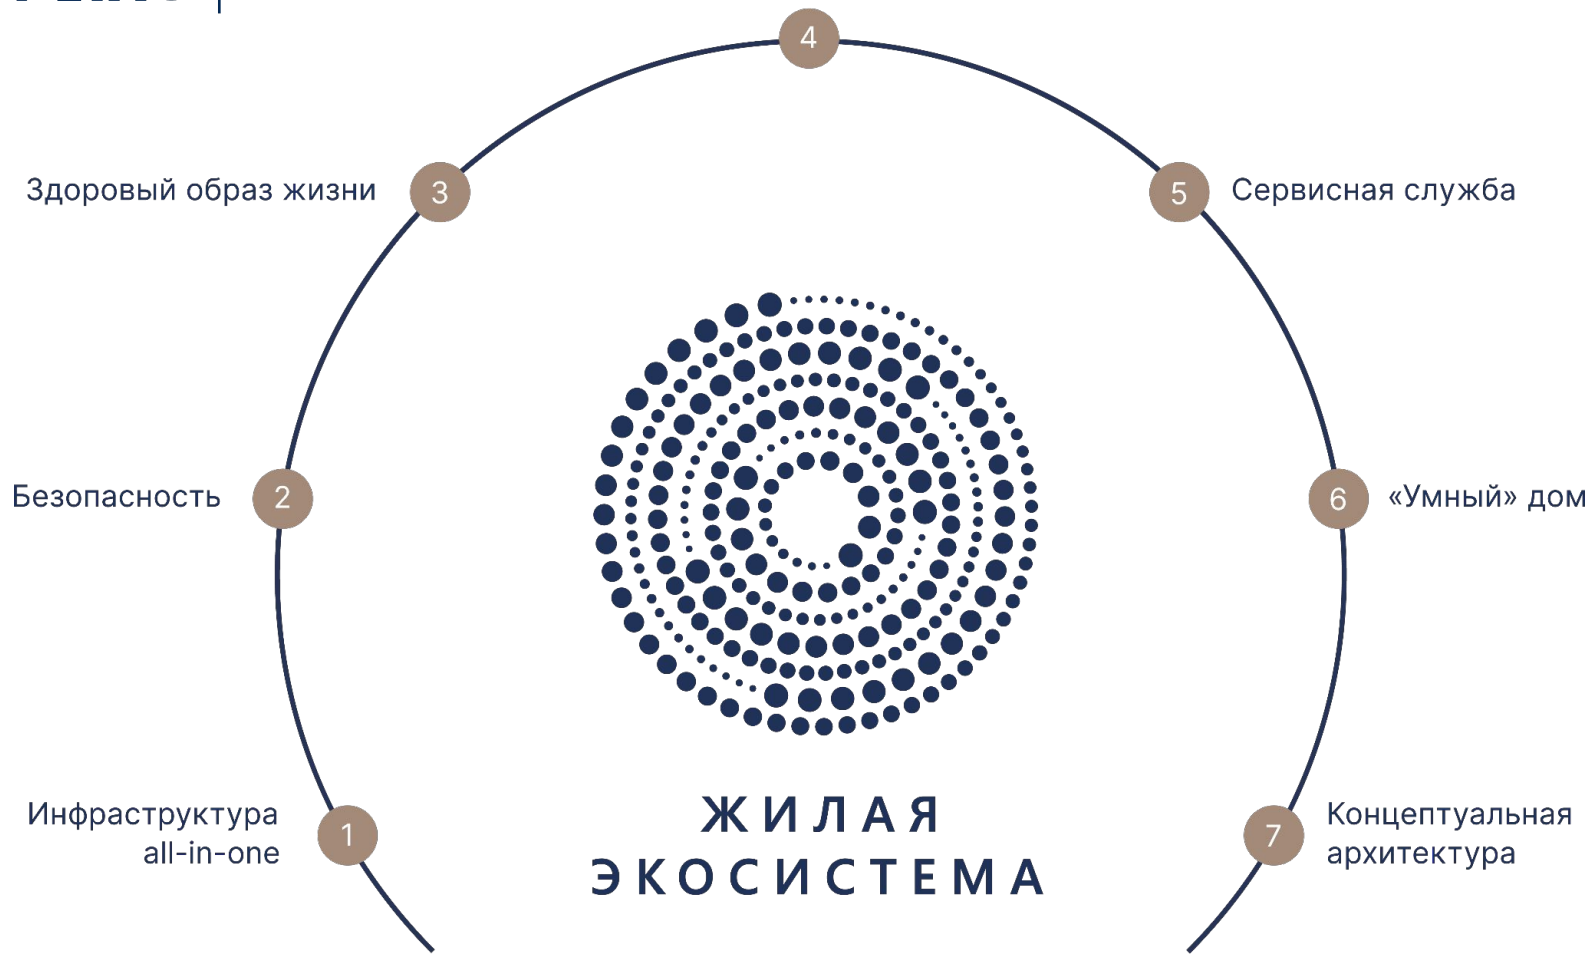 4
Здоровый образ жизни
3
5
Сервисная служба
Безопасность
2
6
«Умный» дом
Инфраструктура
all-in-one
1
7
Концептуальная
архитектура
ЖИЛАЯ
ЭКОСИСТЕМА